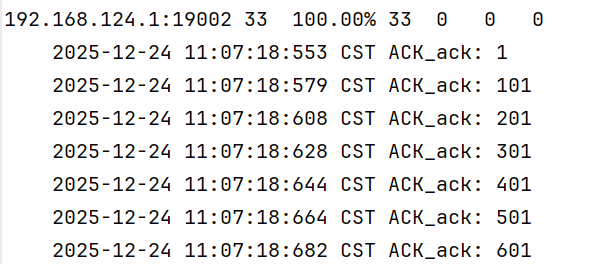 192.168.124.1:19002 33 100.00% 33 0 0 0
2025-12-24 11:07:18:553 CST ACK_ack: 1
2025-12-24 11:07:18:579 CST ACK_ack: 101
2025-12-24 11:07:18:608 CST ACK_ack: 201
2025-12-24 11:07:18:628 CST ACK_ack: 301
2025-12-24 11:07:18:644 CST ACK_ack: 401
2025-12-24 11:07:18:664 CST ACK_ack: 501
2025-12-24 11:07:18:682 CST ACK_ack: 601